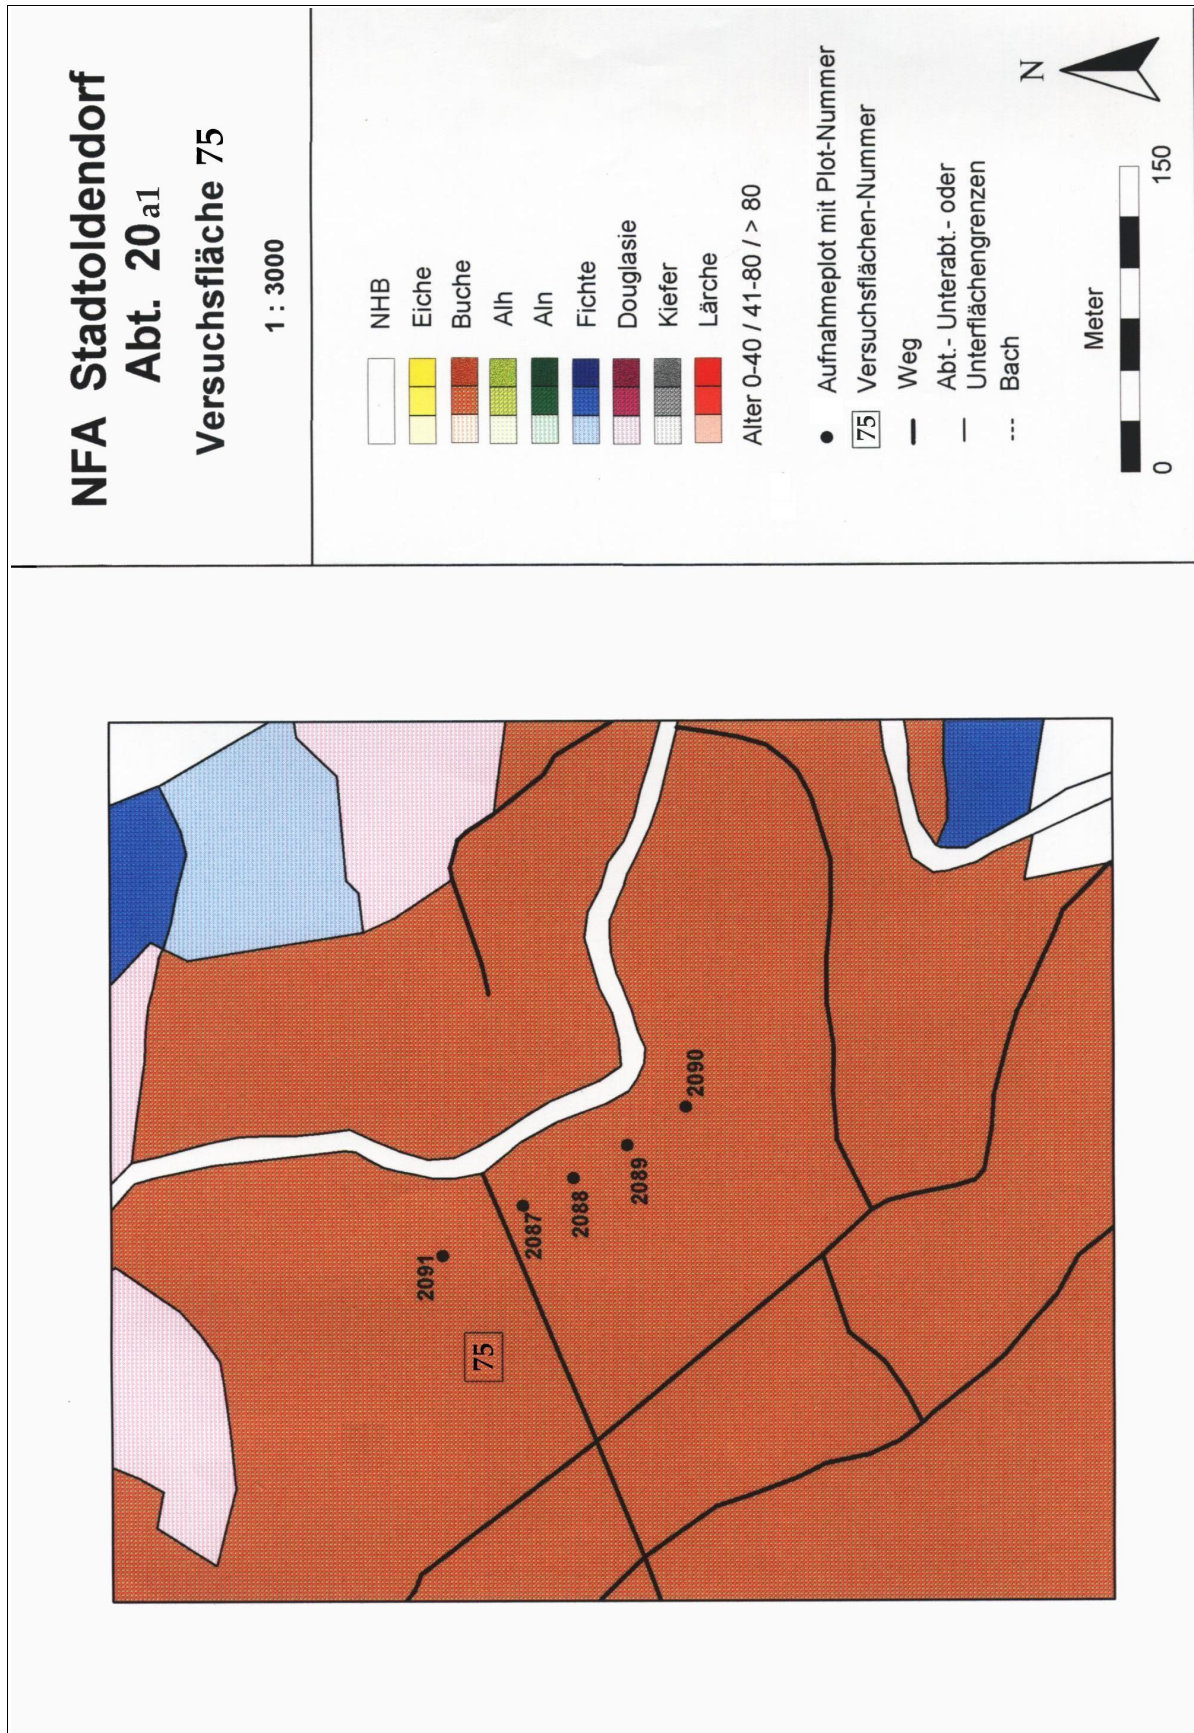 NFA Stadtoldendorf
Abt. 20a1
Versuchsfläche 75
1 : 3000
NHB
Eiche
Buche
Alh
Aln
Fichte
Douglasie
Kiefer
Lärche
Alter 0-40 / 41-80 / > 80
Aufnahmeplot mit Plot-Nummer
75 Versuchsflächen-Nummer
Weg
Abt.- Unterabt.- oder
Unterflächengrenzen
Bach
Meter
0 150
N
2091
75
2087
2088
2089
2090